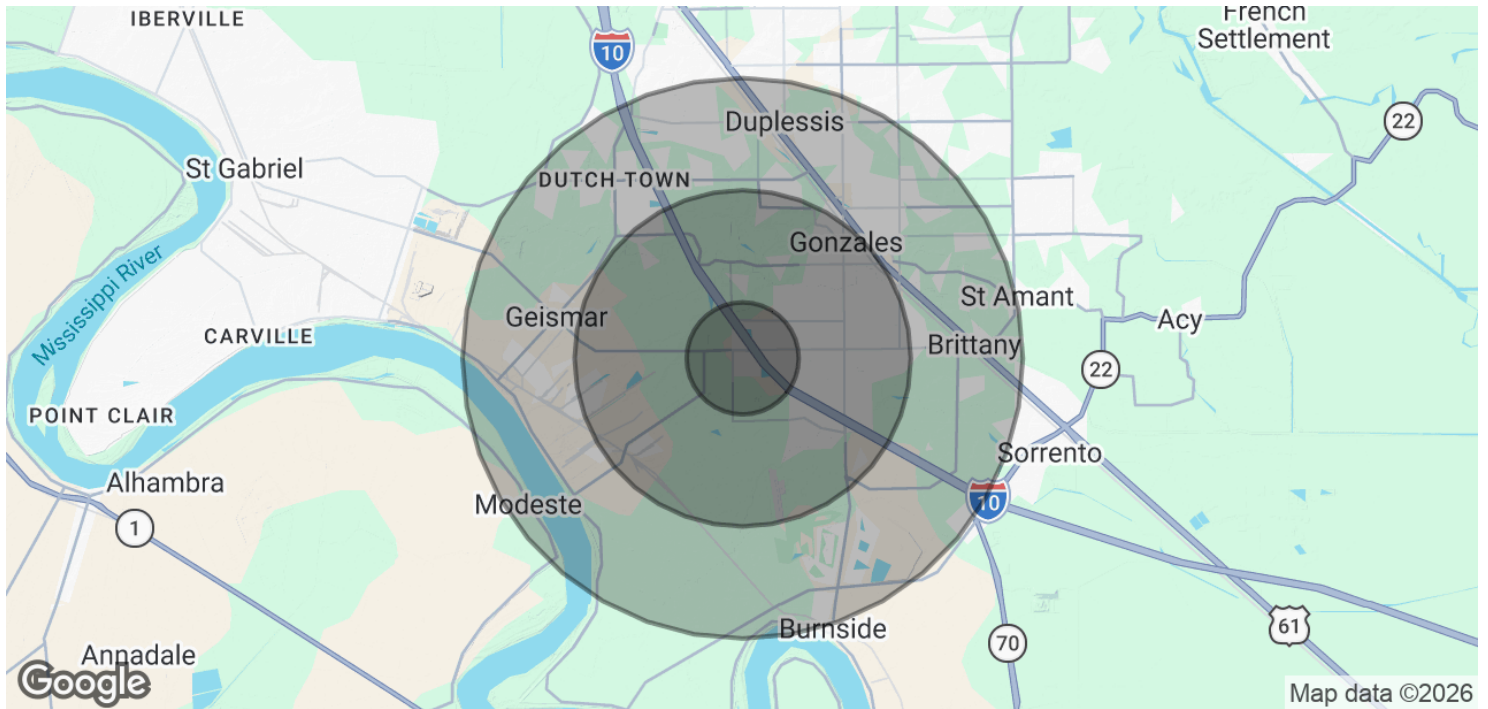 IBERVILLE
French
Settlement
10
Duplessis
22
St Gabriel
DUTCH TOWN
Gonzales
Mississippi River
Geismar
St Amant
Acy
CARVILLE
Brittany
22
POINT CLAIR
Sorrento
Alhambra
Modeste
10
1
Burnside
61
70
Annadale
Google
Map data ©2026